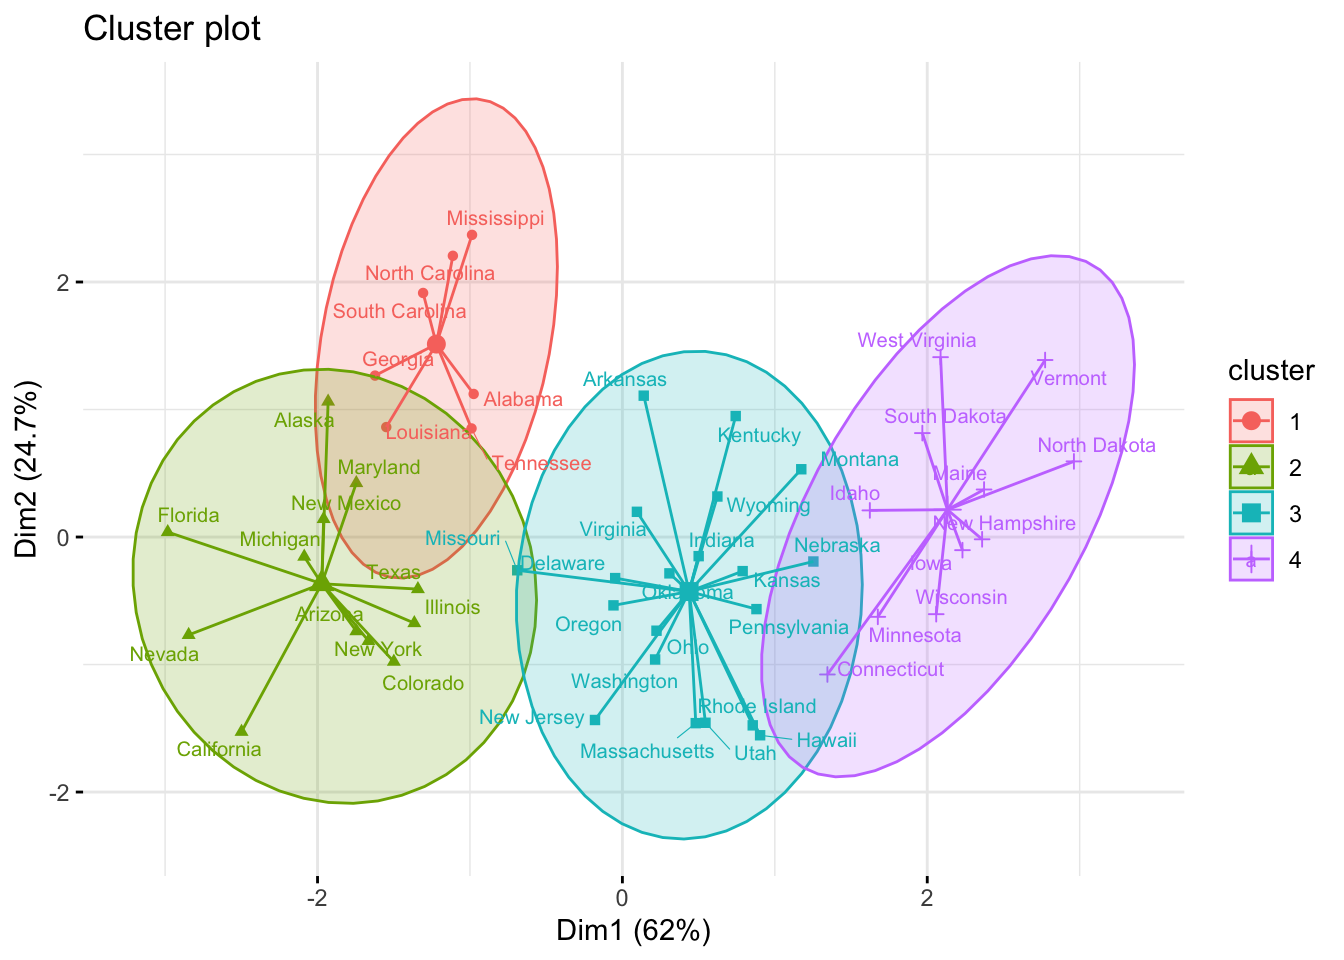 Cluster plot
Mississippi
North Carolina
South Carolina
Georgia
Alabama
Louisiana
Tennessee
Alaska
Maryland
New Mexico
Florida
Michigan
Texas
Arizona
Illinois
New York
Nevada
Colorado
California
Arkansas
Kentucky
Montana
Wyoming
Virginia
Missouri
Indiana
Nebraska
Delaware
Kansas
Oklahoma
Oregon
Pennsylvania
Ohio
Washington
Rhode Island
New Jersey
Massachusetts
Utah
Hawaii
West Virginia
Vermont
South Dakota
North Dakota
Maine
Idaho
New Hampshire
Iowa
Wisconsin
Minnesota
Connecticut
2
0
-2
Dim2 (24.7%)
-2
0
2
Dim1 (62%)
cluster
1
2
3
a
4